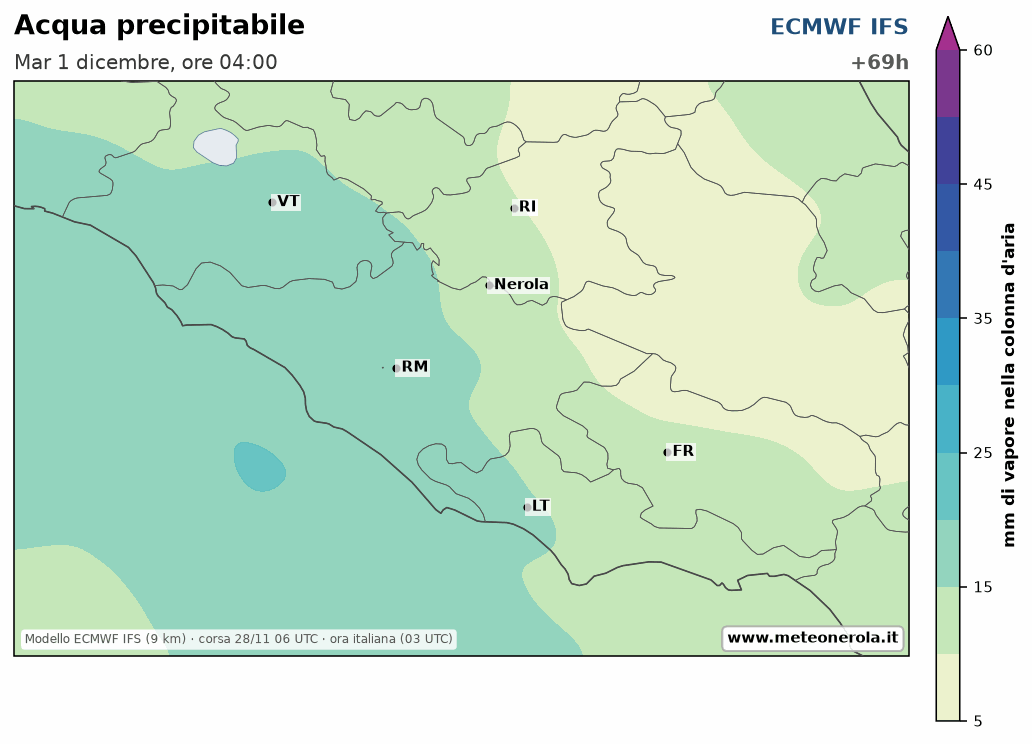 Acqua precipitabile
ECMWF IFS
Mar 1 dicembre, ore 04:00
+69h
60
45
35
25
15
5
mm di vapore nella colonna d'aria
VT
RI
Nerola
RM
FR
LT
Modello ECMWF IFS (9 km) · corsa 28/11 06 UTC · ora italiana (03 UTC)
www.meteonerola.it